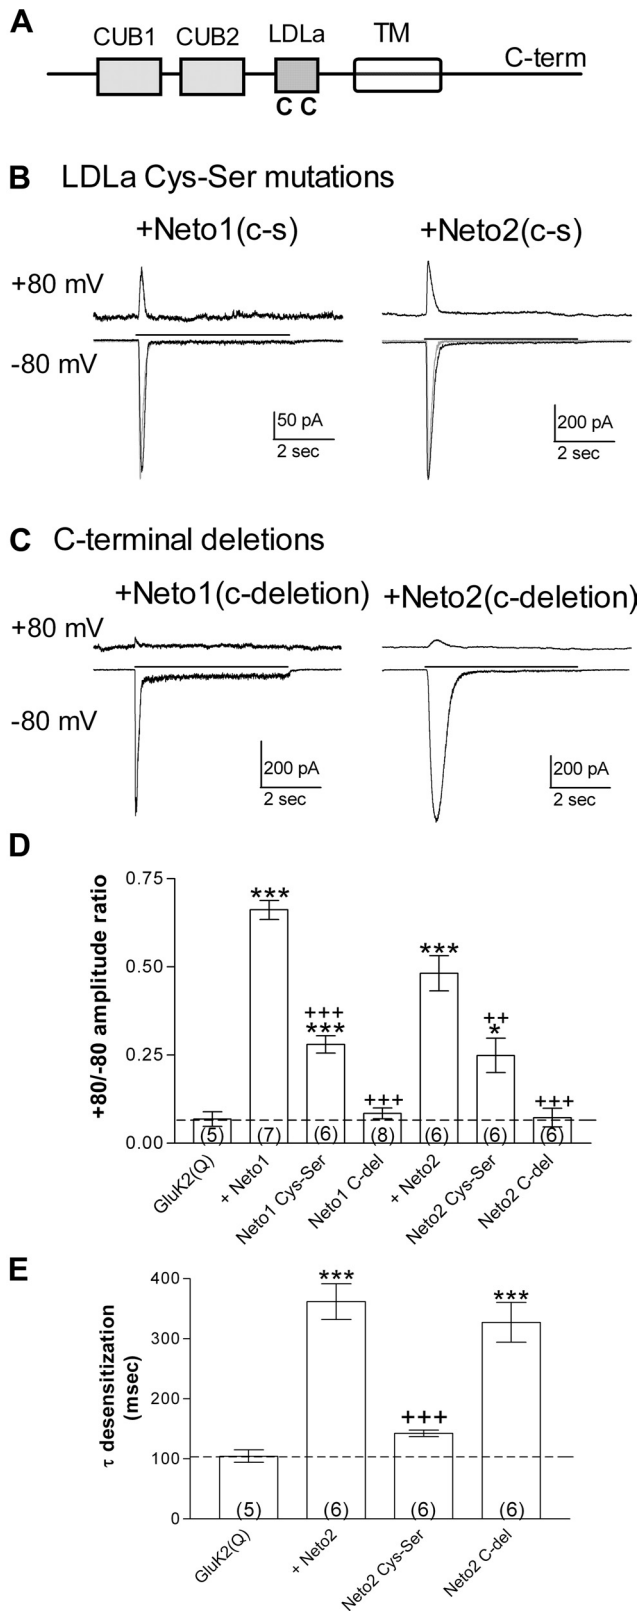 A
CUB1 CUB2 LDLa TM
C-term
C C
B LDLa Cys-Ser mutations
+Neto1(c-s) +Neto2(c-s)
+80 mV
-80 mV
50 pA
2 sec
200 pA
2 sec
C C-terminal deletions
+Neto1(c-deletion) +Neto2(c-deletion)
+80 mV
-80 mV
200 pA
2 sec
200 pA
2 sec
D
+80/-80 amplitude ratio
0.75
0.50
0.25
0.00
***
+++
***
+++
***
++
*
+++
(5) (7) (6) (8) (6) (6) (6)
GluK2(Q)
+ Neto1
Neto1 Cys-Ser
Neto1 C-del
+ Neto2
Neto2 Cys-Ser
Neto2 C-del
E
τ desensitization
(msec)
400
300
200
100
0
***
+++
***
(5) (6) (6) (6)
GluK2(Q)
+ Neto2
Neto2 Cys-Ser
Neto2 C-del